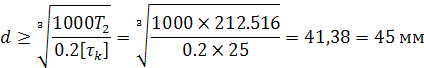 d ≥ ∛(1000T₂ / 0.2[τₖ]) = ∛(1000 × 212.516 / 0.2 × 25) = 41,38 = 45 мм